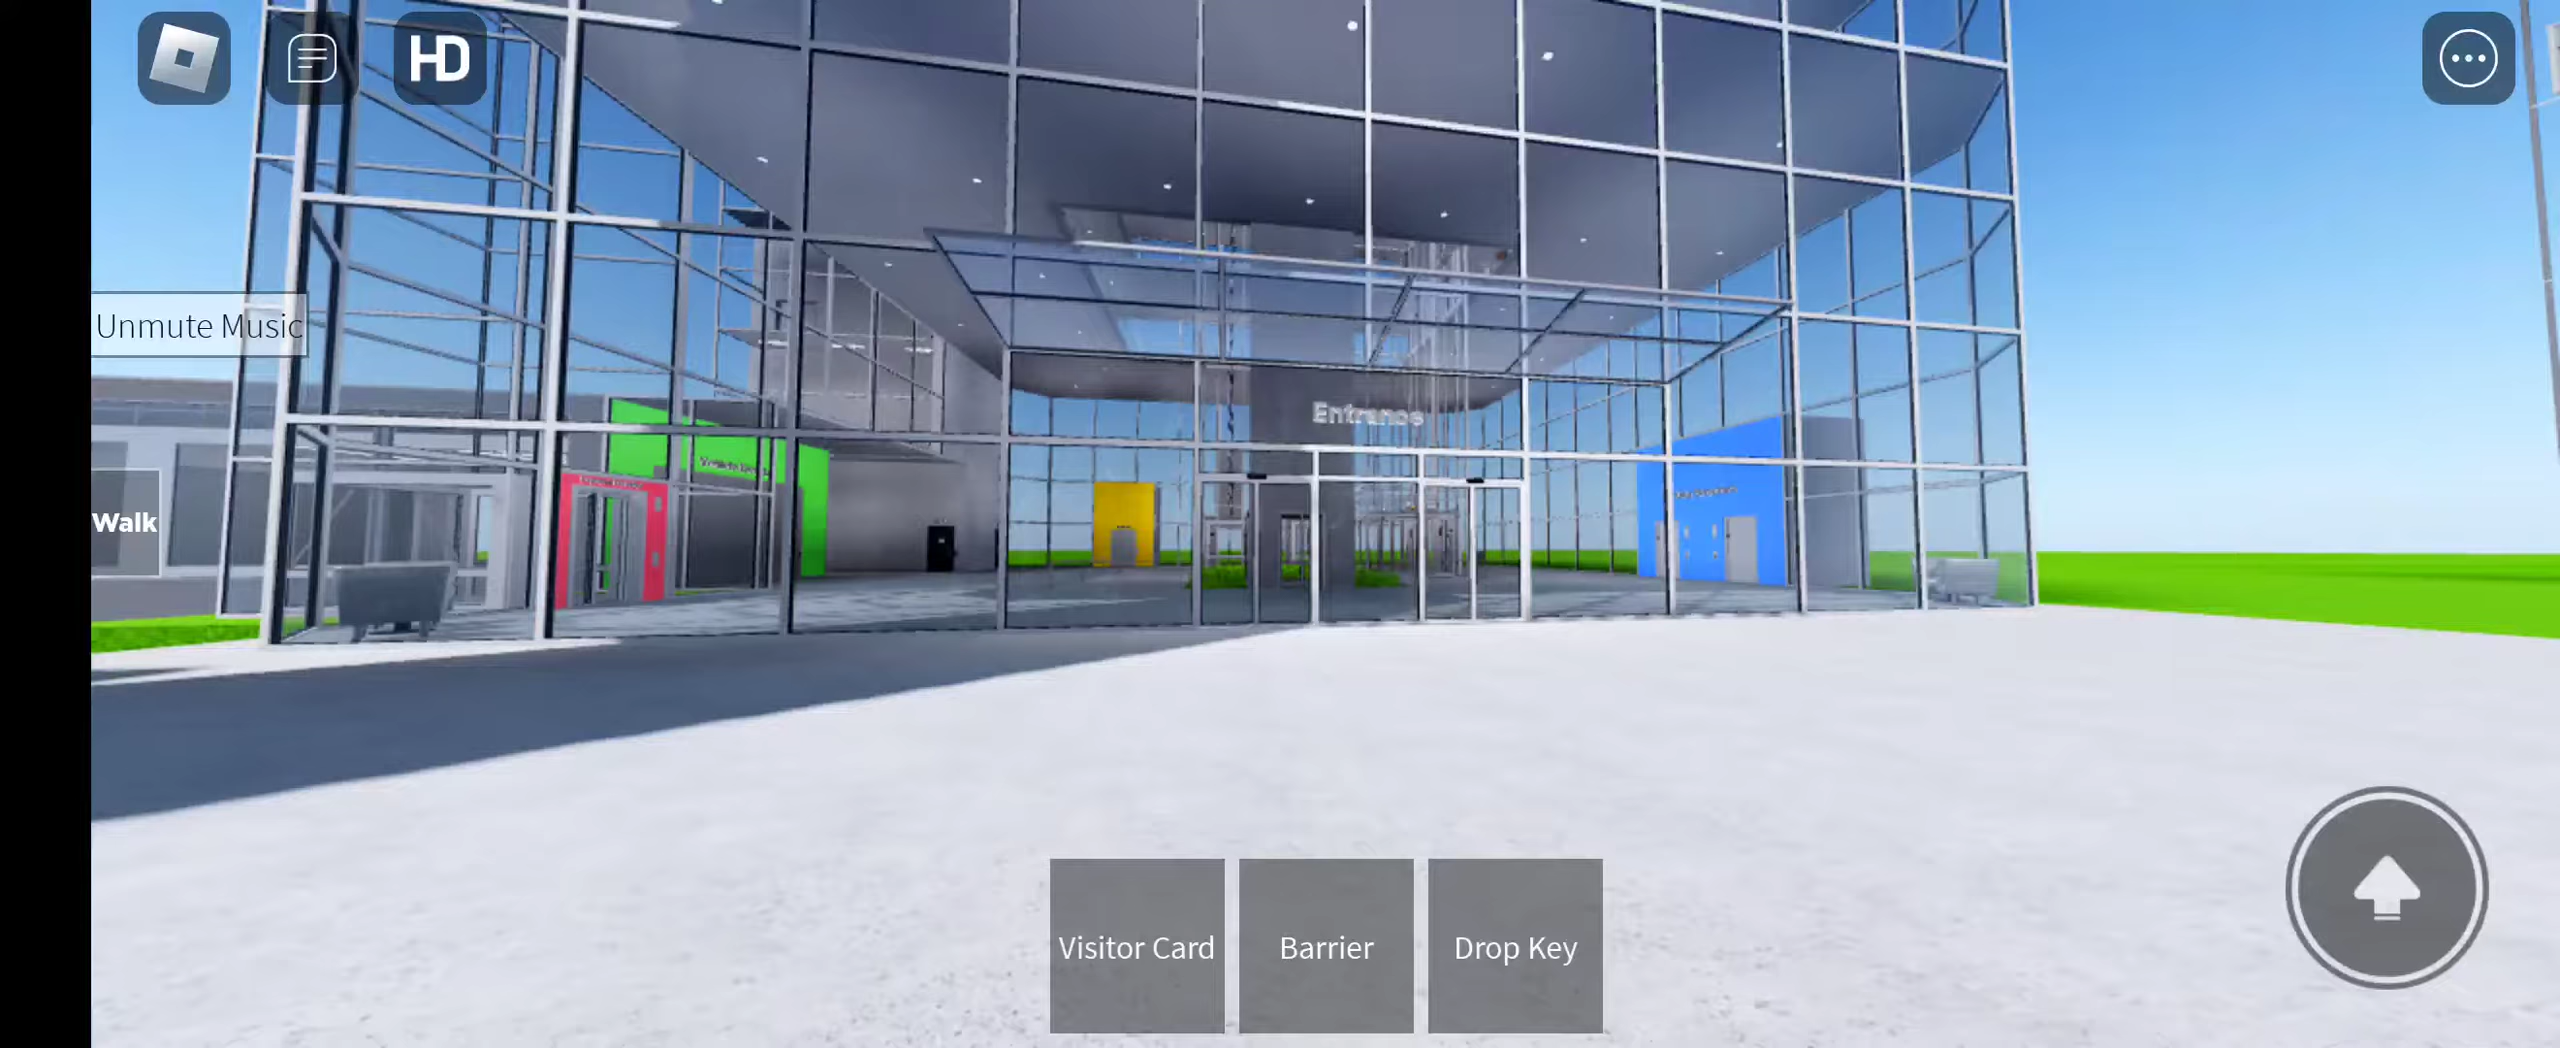 HD
Unmute Music
Entrance
Walk
Visitor Card
Barrier
Drop Key